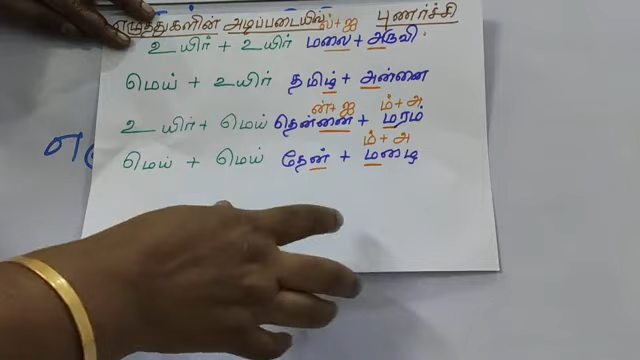 எழுத்துகளின் அடிப்படையில் புணர்ச்சி
ல்+ஐ
உயிர் + உயிர் மலை + அருவி
மெய் + உயிர் தமிழ் + அன்னை
ன்+ஐ ம்+அ
உயிர் + மெய் தென்னை + மரம்
ம்+அ
மெய் + மெய் தேன் + மழை